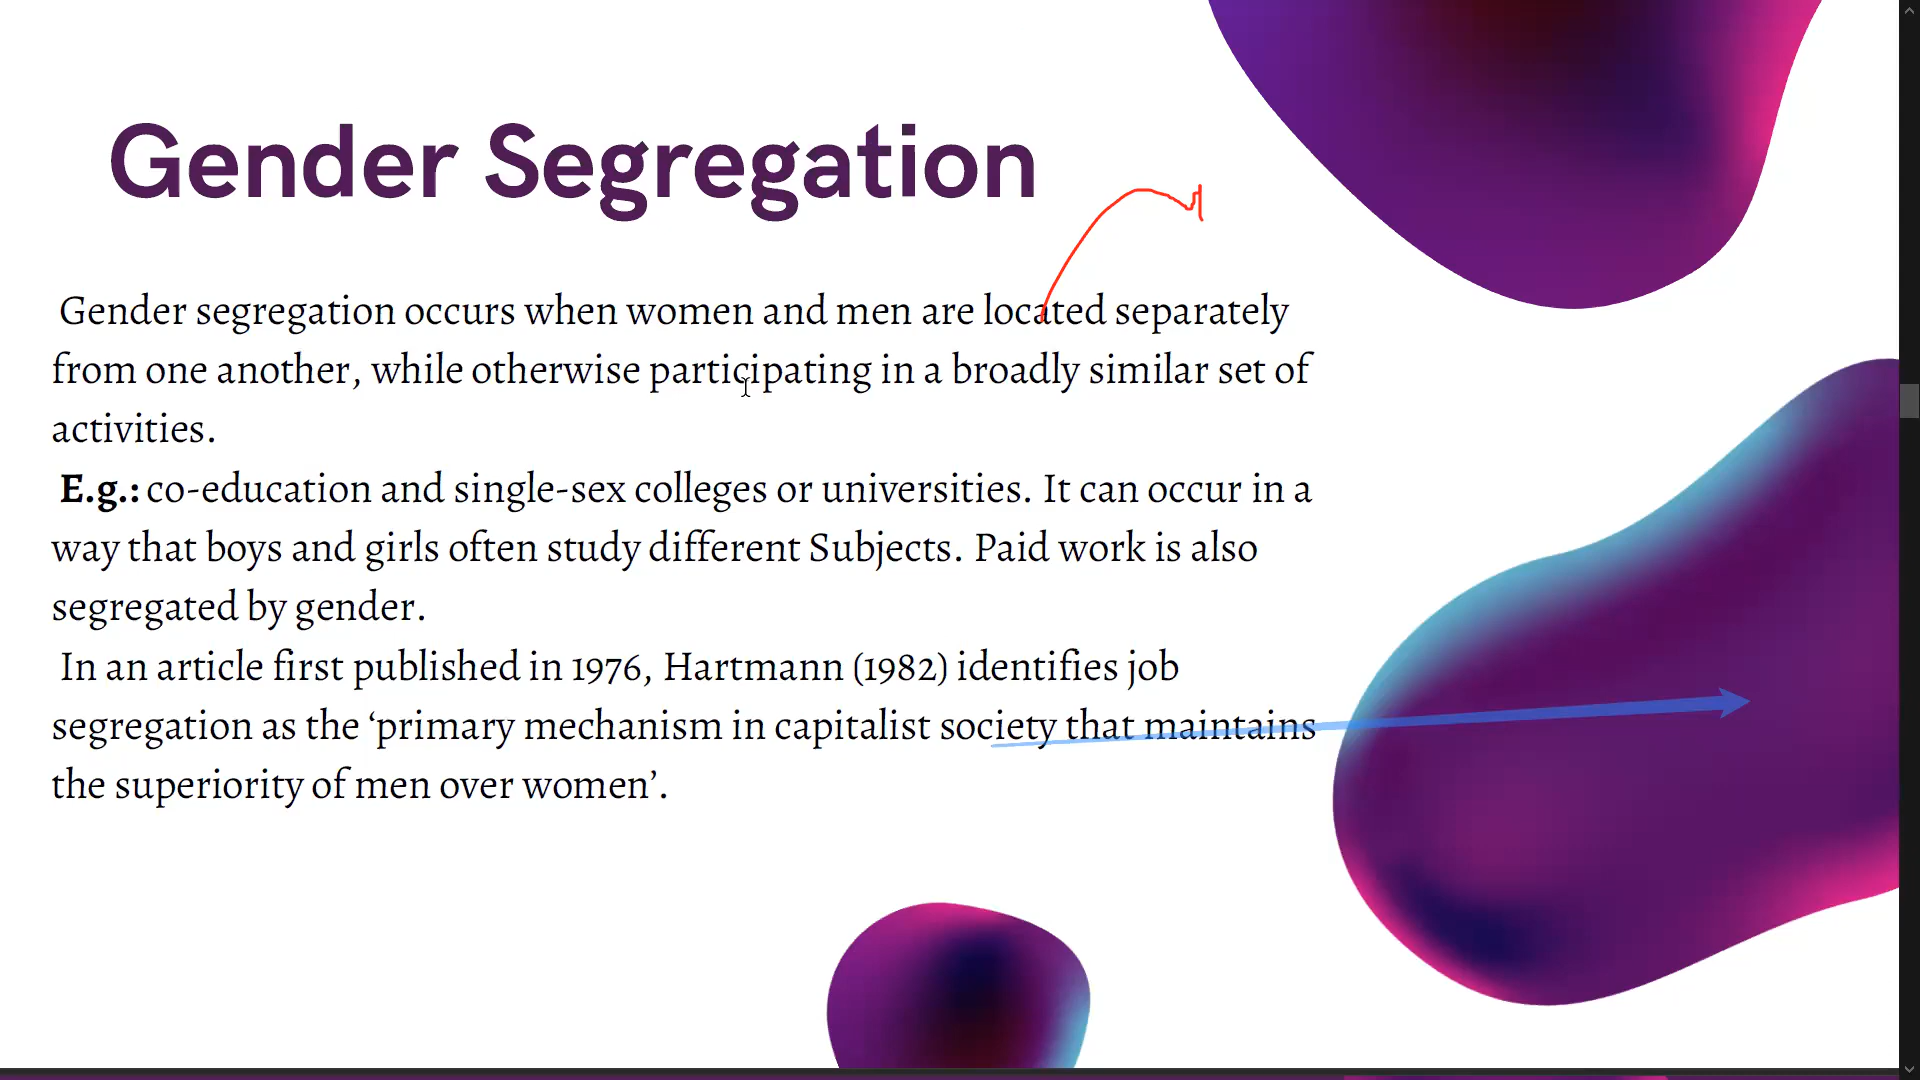 Gender Segregation
Gender segregation occurs when women and men are located separately
from one another, while otherwise participating in a broadly similar set of
activities.
E.g.: co-education and single-sex colleges or universities. It can occur in a
way that boys and girls often study different Subjects. Paid work is also
segregated by gender.
In an article first published in 1976, Hartmann (1982) identifies job
segregation as the ‘primary mechanism in capitalist society that maintains
the superiority of men over women’.